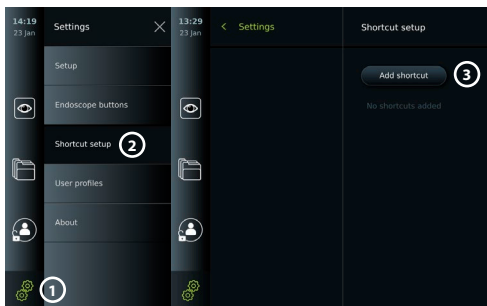 14:19
23 Jan
Settings
Setup
Endoscope buttons
Shortcut setup
2
User profiles
About
1
13:29
23 Jan
Settings
Shortcut setup
Add shortcut
3
No shortcuts added